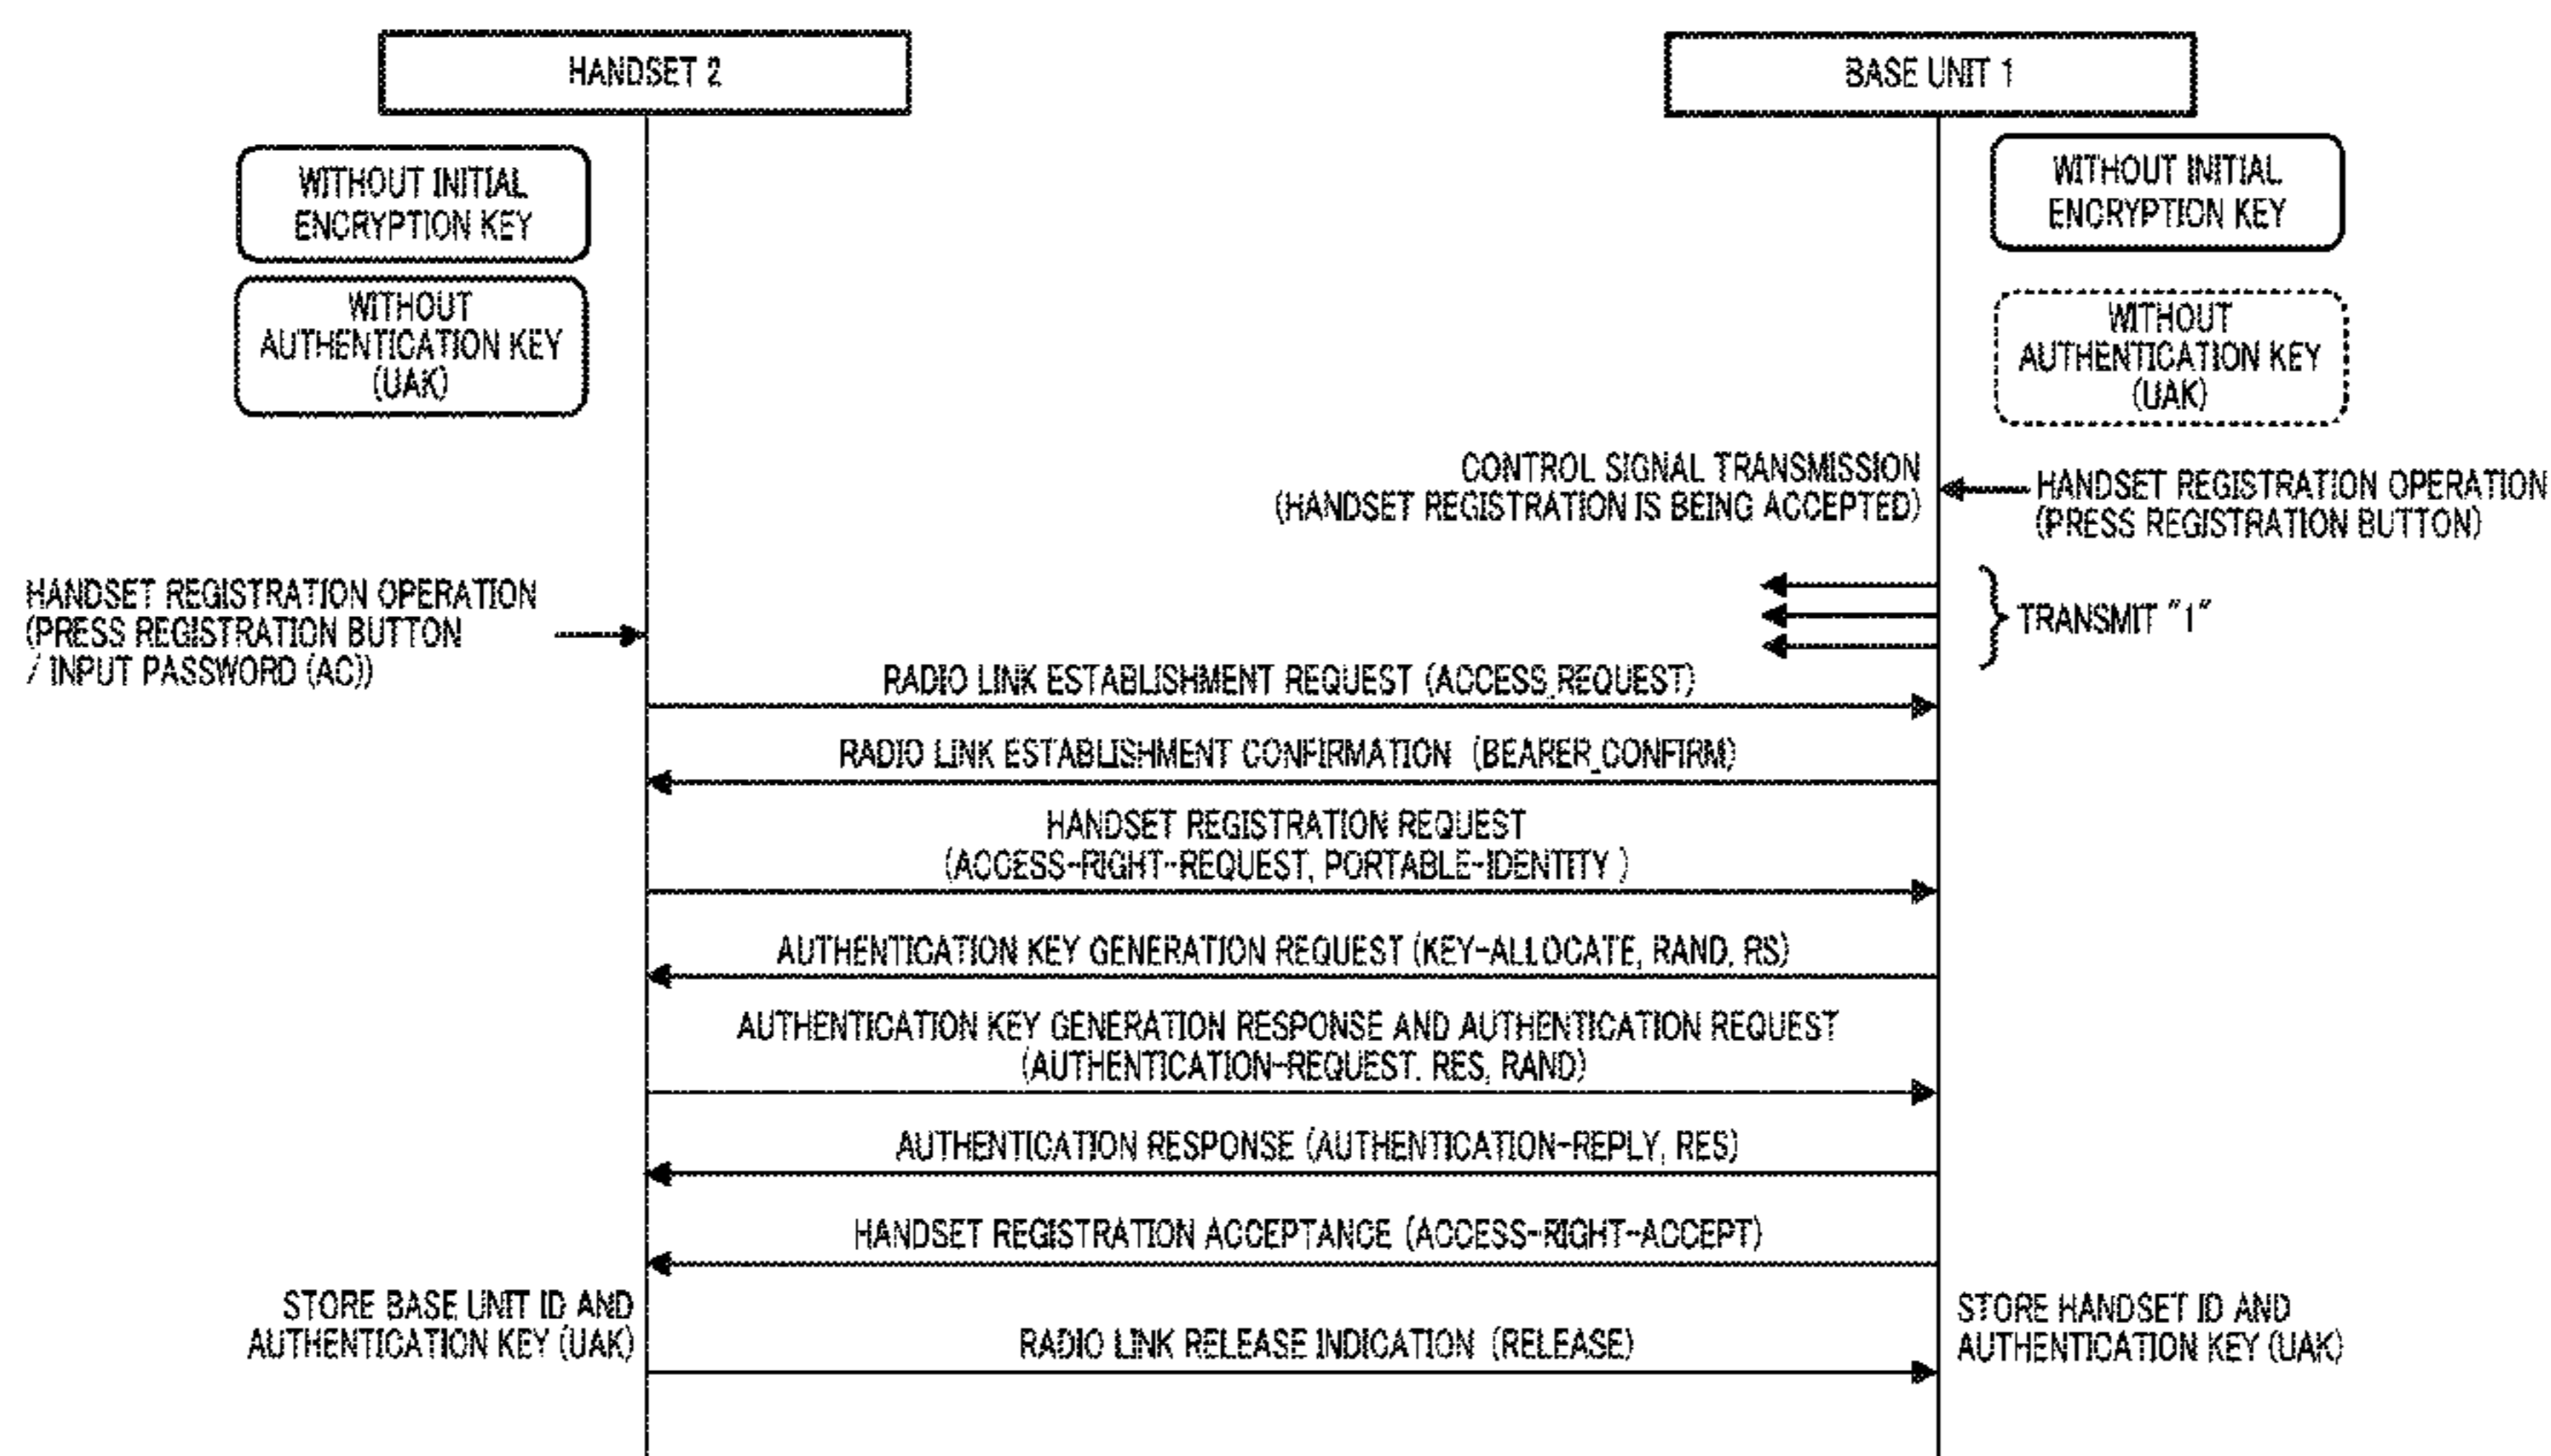 HANDSET 2
BASE UNIT 1
WITHOUT INITIAL
ENCRYPTION KEY
WITHOUT INITIAL
ENCRYPTION KEY
WITHOUT
AUTHENTICATION KEY
(UAK)
WITHOUT
AUTHENTICATION KEY
(UAK)
CONTROL SIGNAL TRANSMISSION
(HANDSET REGISTRATION IS BEING ACCEPTED)
HANDSET REGISTRATION OPERATION
(PRESS REGISTRATION BUTTON)
HANDSET REGISTRATION OPERATION
(PRESS REGISTRATION BUTTON
/ INPUT PASSWORD (AC))
TRANSMIT "1"
RADIO LINK ESTABLISHMENT REQUEST (ACCESS_REQUEST)
RADIO LINK ESTABLISHMENT CONFIRMATION (BEARER_CONFIRM)
HANDSET REGISTRATION REQUEST
(ACCESS-RIGHT-REQUEST, PORTABLE-IDENTITY )
AUTHENTICATION KEY GENERATION REQUEST (KEY-ALLOCATE, RAND, RS)
AUTHENTICATION KEY GENERATION RESPONSE AND AUTHENTICATION REQUEST
(AUTHENTICATION-REQUEST. RES, RAND)
AUTHENTICATION RESPONSE (AUTHENTICATION-REPLY, RES)
HANDSET REGISTRATION ACCEPTANCE (ACCESS-RIGHT-ACCEPT)
STORE BASE UNIT ID AND
AUTHENTICATION KEY (UAK)
RADIO LINK RELEASE INDICATION (RELEASE)
STORE HANDSET ID AND
AUTHENTICATION KEY (UAK)